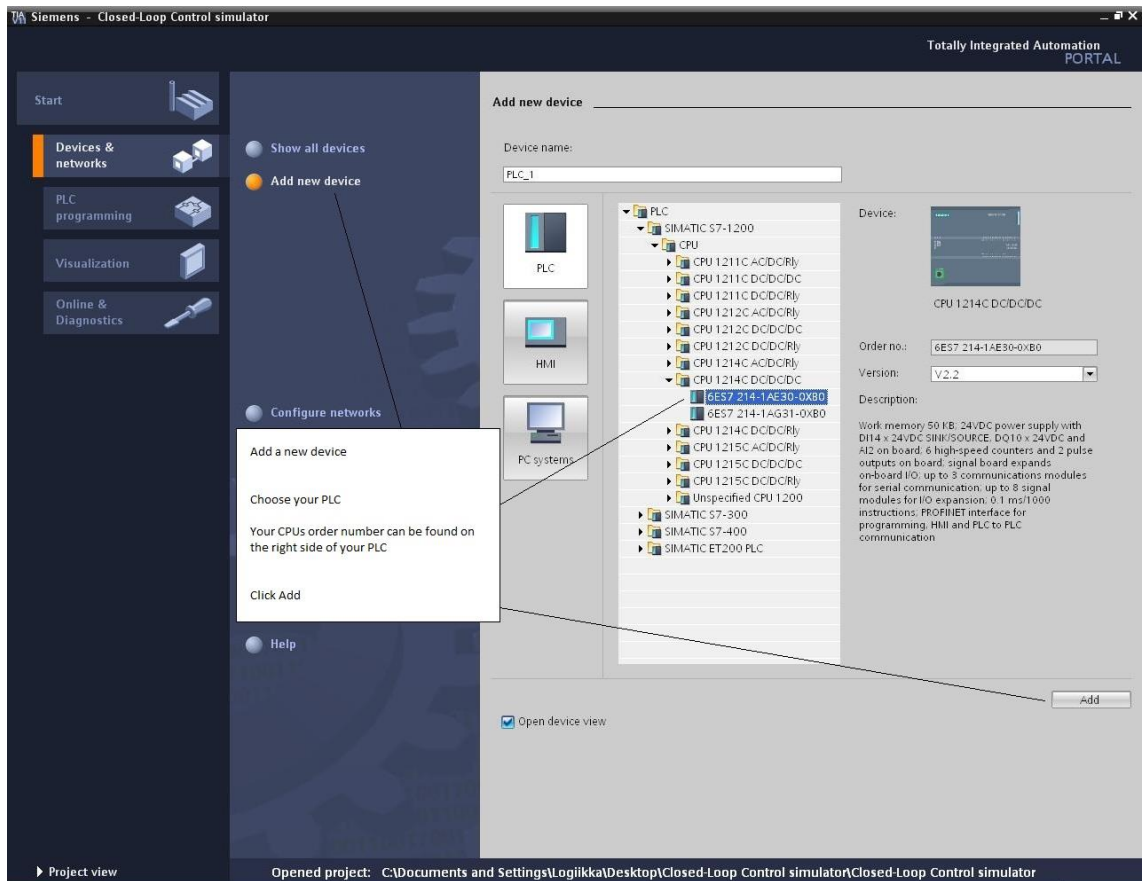 Siemens - Closed-Loop Control simulator
Totally Integrated Automation
PORTAL
Start
Devices &
networks
PLC
programming
Visualization
Online &
Diagnostics
Show all devices
Add new device
Configure networks
Help
Add a new device
Choose your PLC
Your CPUs order number can be found on
the right side of your PLC
Click Add
Add new device
Device name:
PLC_1
PLC
HMI
PC systems
PLC
SIMATIC S7-1200
CPU
CPU 1211C AC/DC/Rly
CPU 1211C DC/DC/DC
CPU 1211C DC/DC/Rly
CPU 1212C AC/DC/Rly
CPU 1212C DC/DC/DC
CPU 1212C DC/DC/Rly
CPU 1214C AC/DC/Rly
CPU 1214C DC/DC/DC
6ES7 214-1AE30-0XB0
6ES7 214-1AG31-0XB0
CPU 1214C DC/DC/Rly
CPU 1215C AC/DC/Rly
CPU 1215C DC/DC/DC
CPU 1215C DC/DC/Rly
Unspecified CPU 1200
SIMATIC S7-300
SIMATIC S7-400
SIMATIC ET200 PLC
Device:
CPU 1214C DC/DC/DC
Order no.: 6ES7 214-1AE30-0XB0
Version: V2.2
Description:
Work memory 50 KB; 24VDC power supply with
DI14 x 24VDC SINK/SOURCE, DQ10 x 24VDC and
AI2 on board; 6 high-speed counters and 2 pulse
outputs on board; signal board expands
on-board I/O; up to 3 communications modules
for serial communication; up to 8 signal
modules for I/O expansion; 0.1 ms/1000
instructions; PROFINET interface for
programming, HMI and PLC to PLC
communication
Add
Open device view
Project view
Opened project: C:\Documents and Settings\Logiikka\Desktop\Closed-Loop Control simulator\Closed-Loop Control simulator